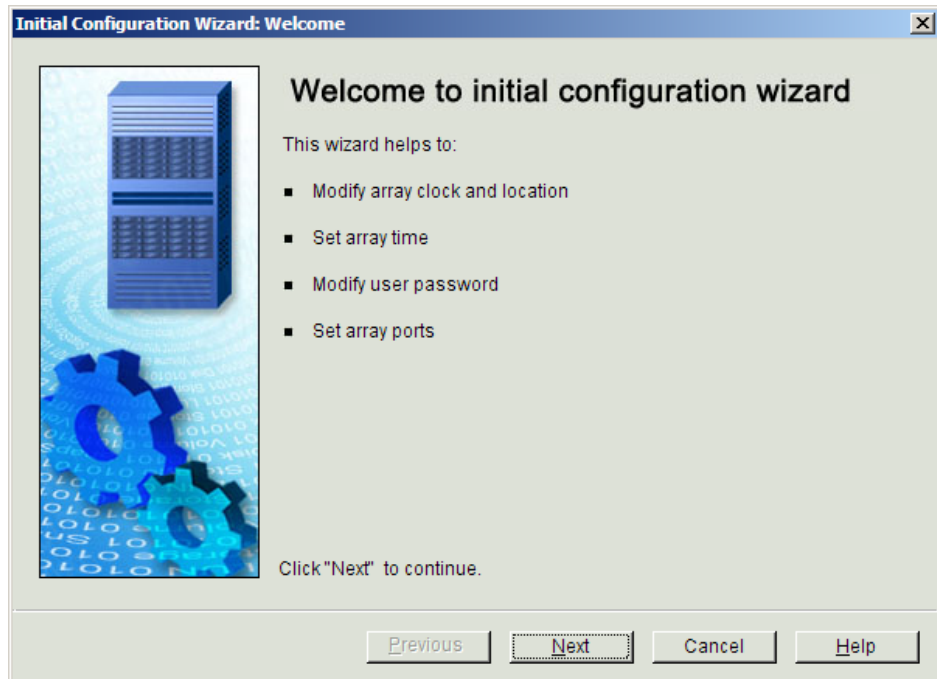 Initial Configuration Wizard: Welcome
Welcome to initial configuration wizard
This wizard helps to:
Modify array clock and location
Set array time
Modify user password
Set array ports
Click "Next" to continue.
Previous
Next
Cancel
Help